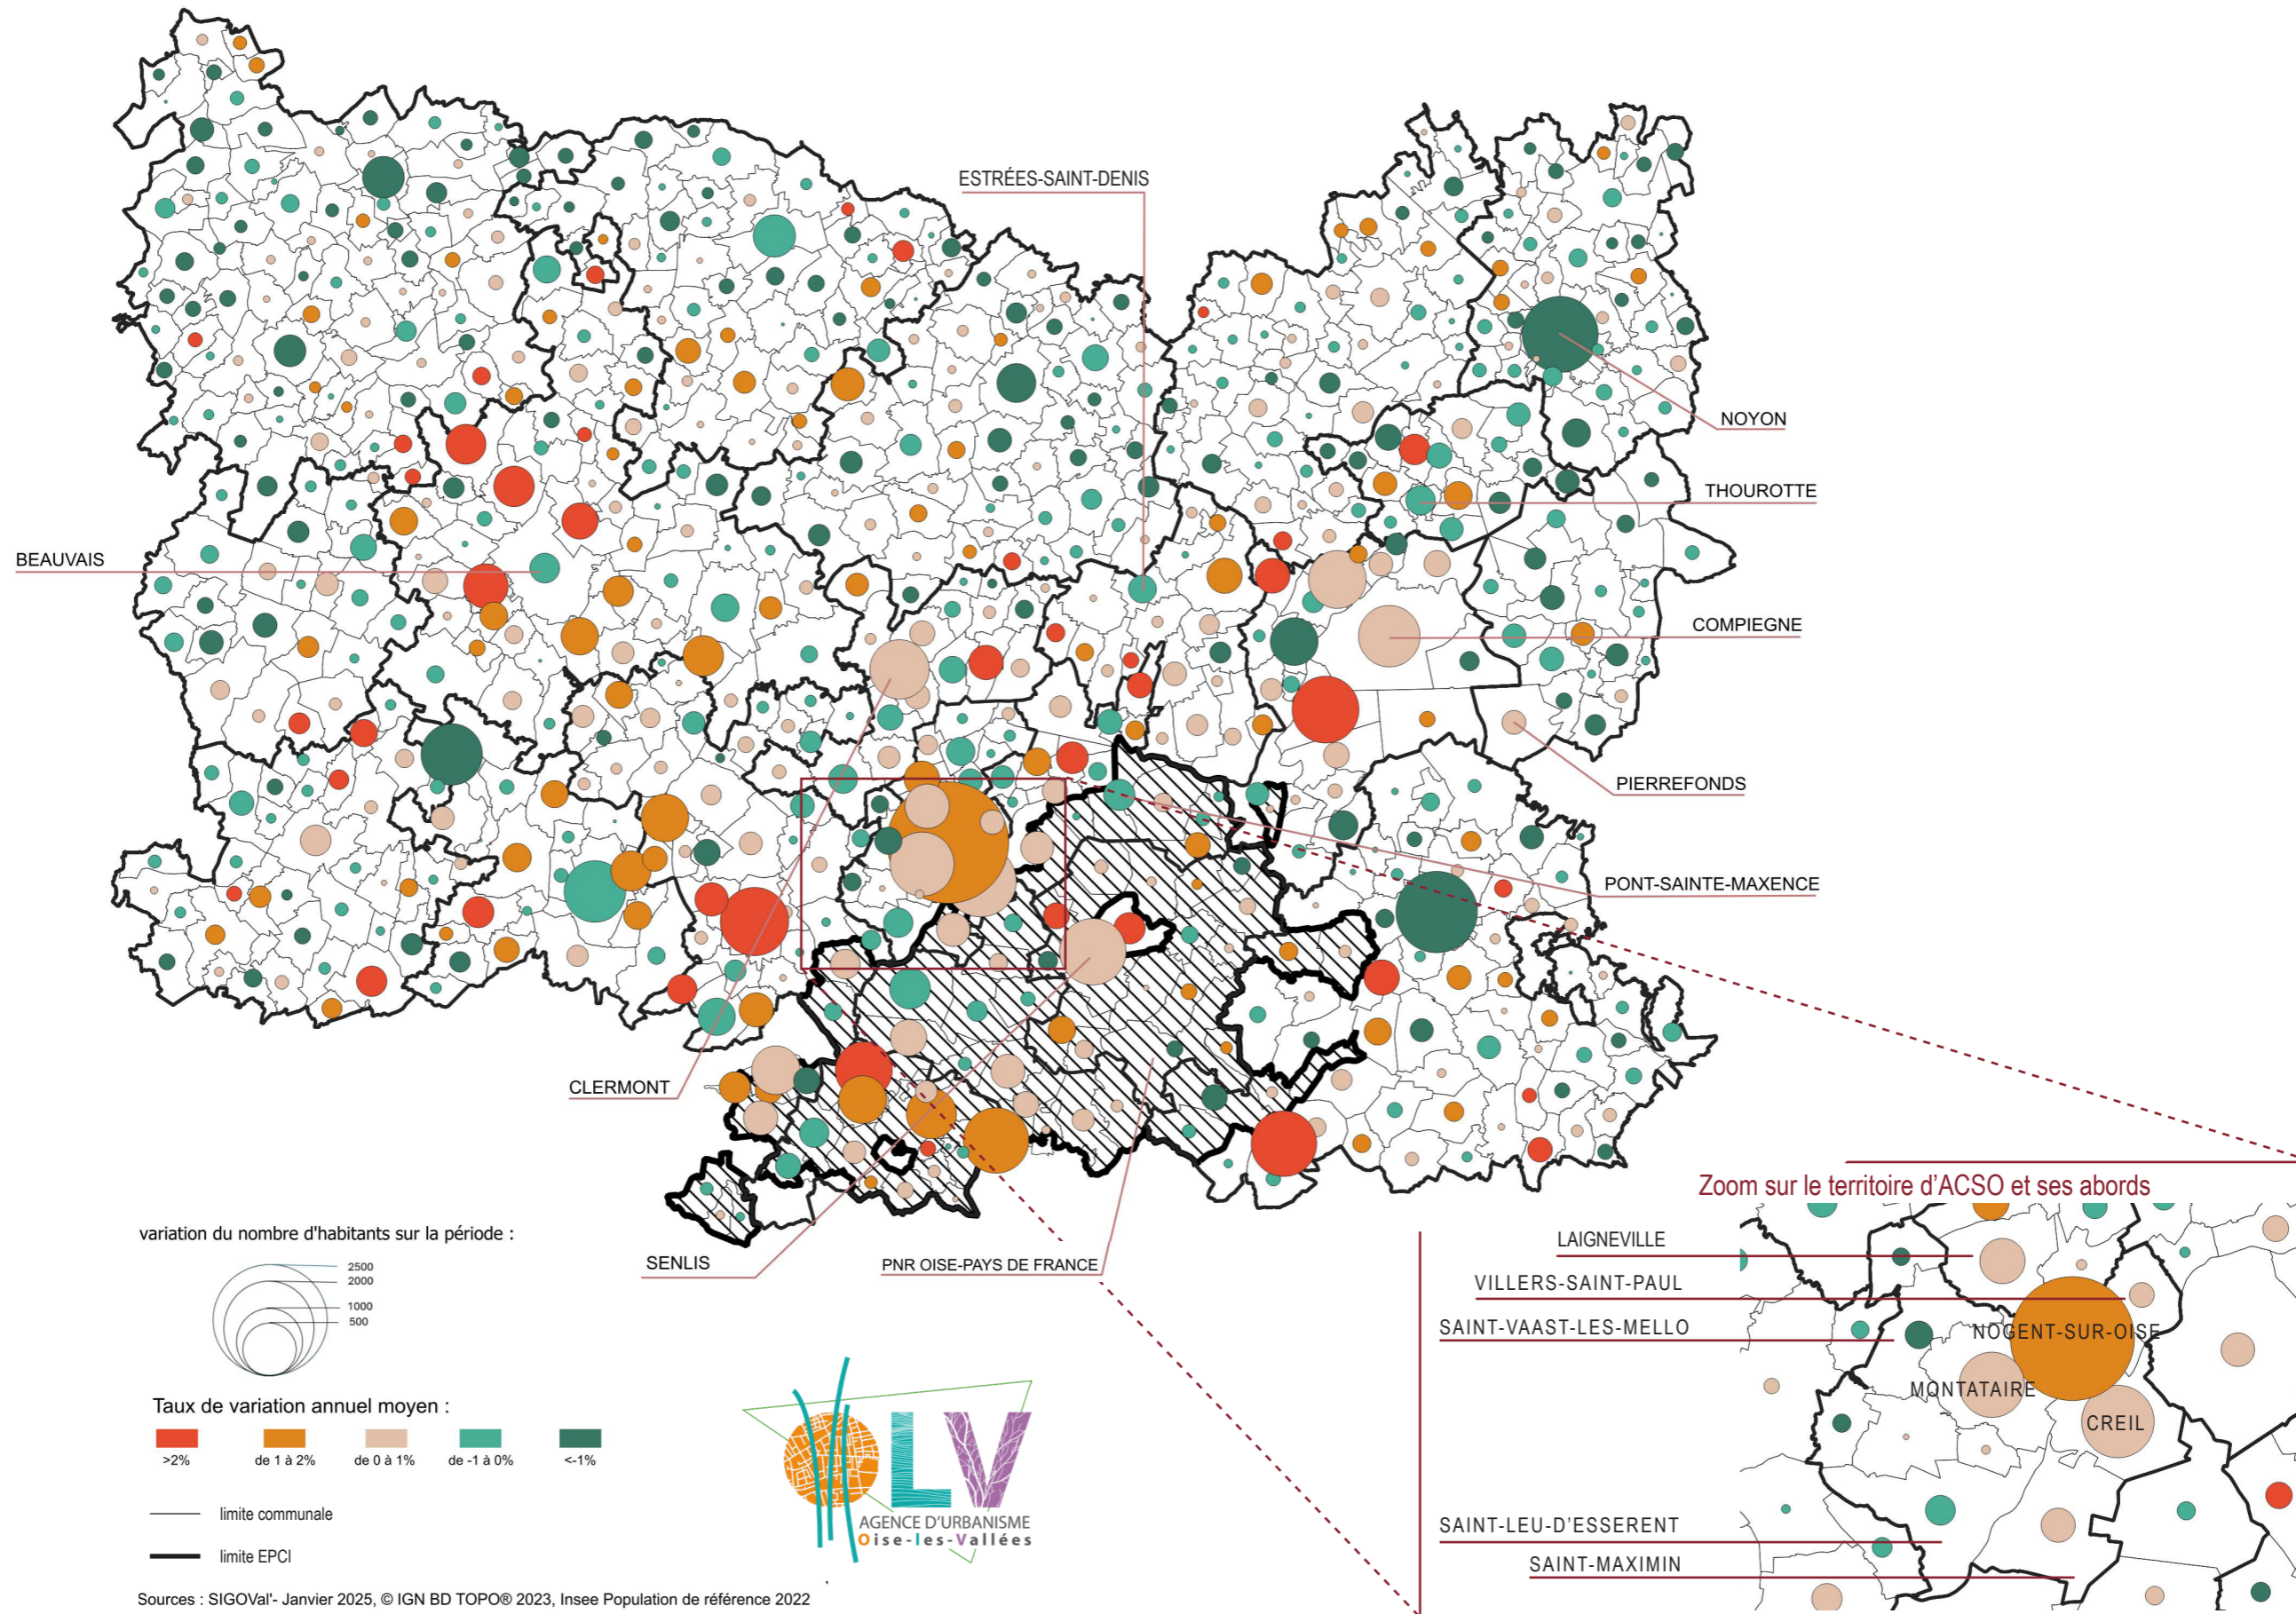 ESTRÉES-SAINT-DENIS
NOYON
THOUROTTE
BEAUVAIS
COMPIEGNE
PIERREFONDS
PONT-SAINTE-MAXENCE
CLERMONT
SENLIS
PNR OISE-PAYS DE FRANCE
Zoom sur le territoire d'ACSO et ses abords
LAIGNEVILLE
VILLERS-SAINT-PAUL
SAINT-VAAST-LES-MELLO
NOGENT-SUR-OISE
MONTATAIRE
CREIL
SAINT-LEU-D'ESSERENT
SAINT-MAXIMIN
variation du nombre d'habitants sur la période :
2500
2000
1000
500
Taux de variation annuel moyen :
>2%
de 1 à 2%
de 0 à 1%
de -1 à 0%
<-1%
limite communale
limite EPCI
OLV
AGENCE D'URBANISME
Oise-les-Vallées
Sources : SIGOVal'- Janvier 2025, © IGN BD TOPO® 2023, Insee Population de référence 2022